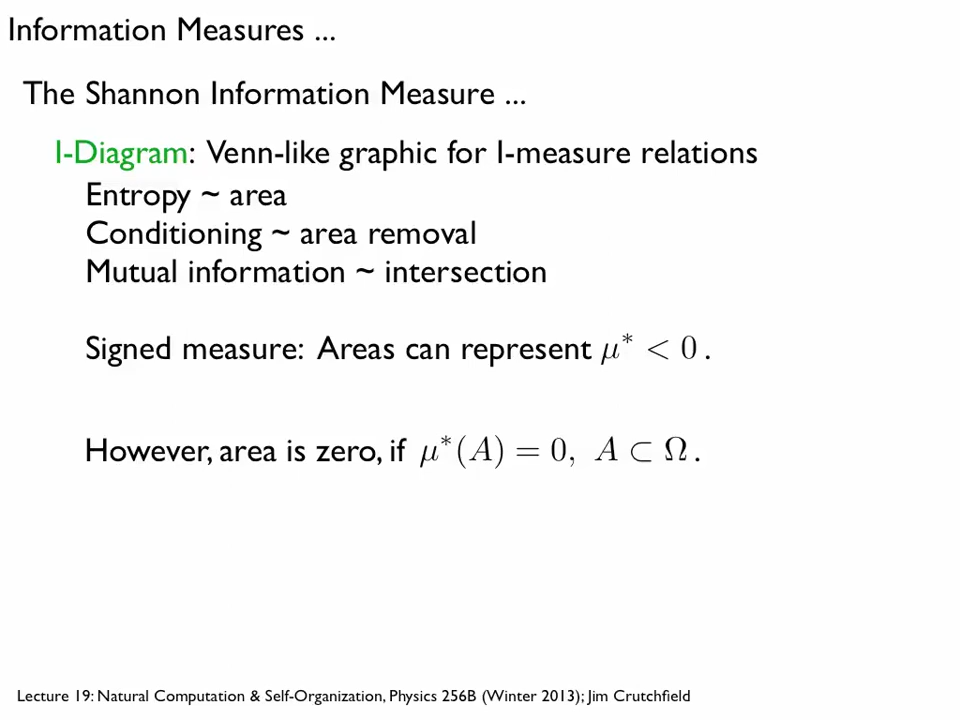 Information Measures ...
The Shannon Information Measure ...
I-Diagram: Venn-like graphic for I-measure relations
Entropy ~ area
Conditioning ~ area removal
Mutual information ~ intersection
Signed measure: Areas can represent μ* < 0 .
However, area is zero, if μ*(A) = 0, A ⊂ Ω .
Lecture 19: Natural Computation & Self-Organization, Physics 256B (Winter 2013); Jim Crutchfield